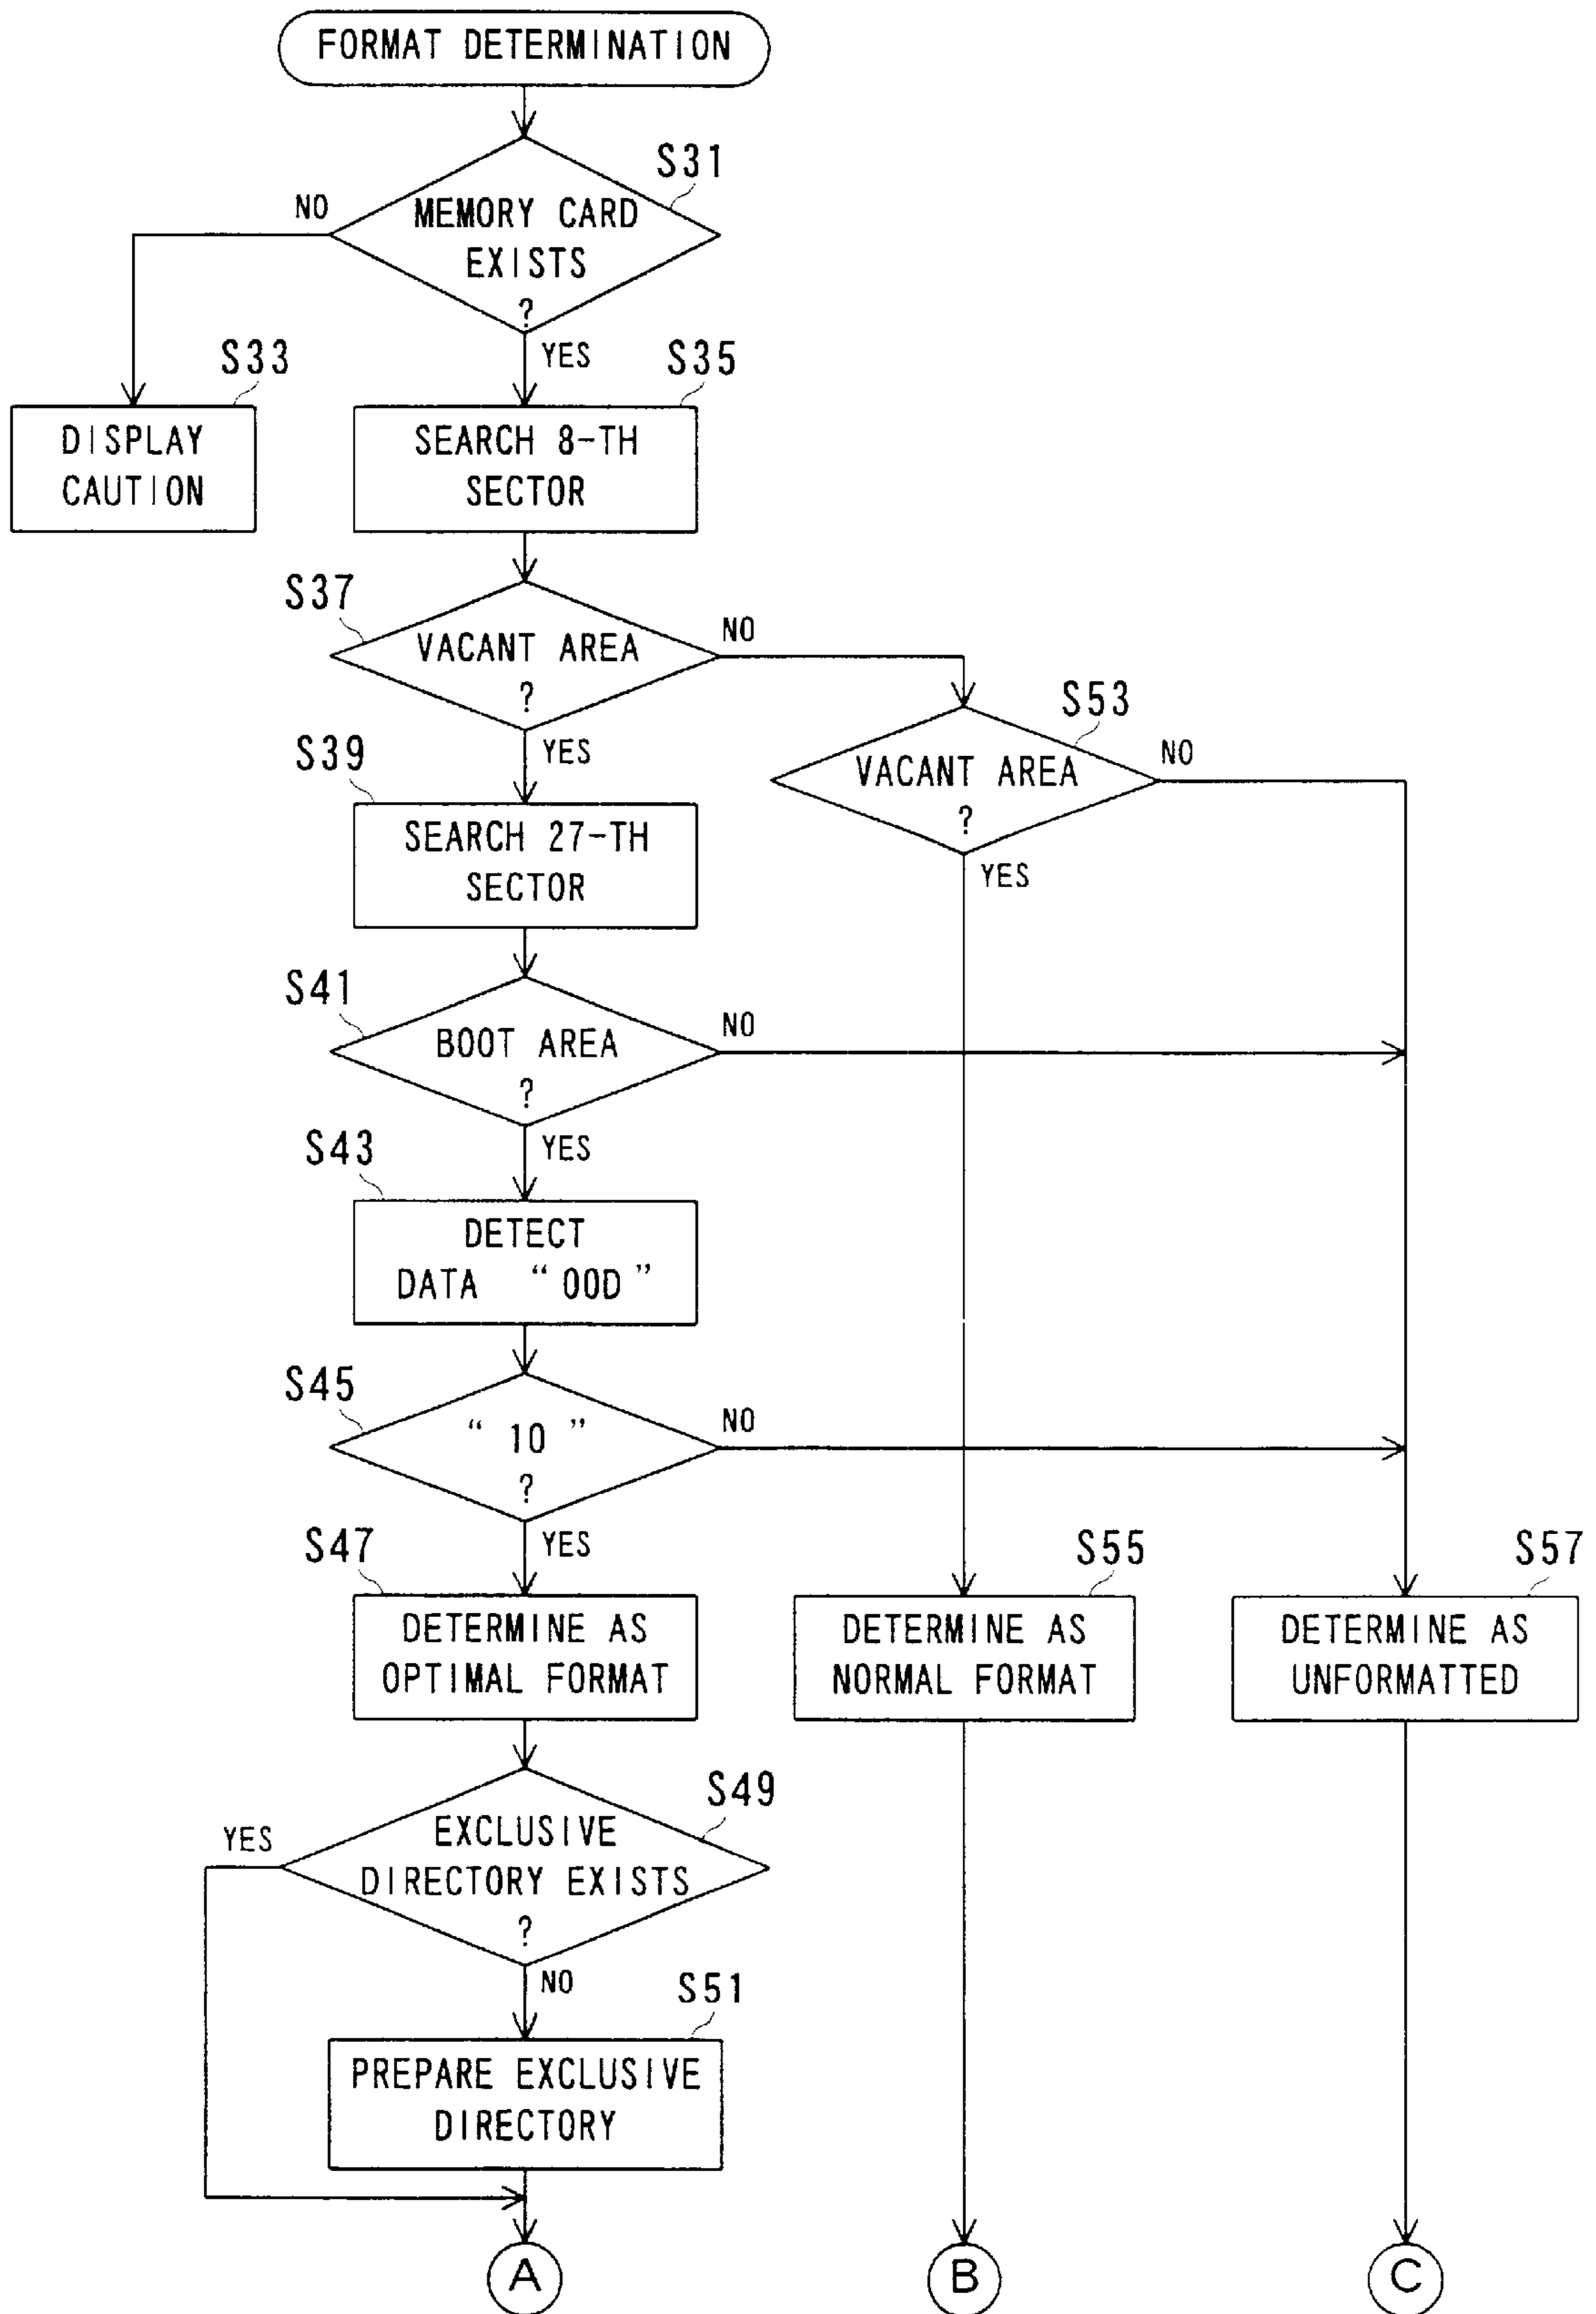 FORMAT DETERMINATION
S31
NO
MEMORY CARD
EXISTS
?
YES
S33
S35
DISPLAY
CAUTION
SEARCH 8-TH
SECTOR
S37
VACANT AREA
?
NO
YES
S53
VACANT AREA
?
NO
YES
S39
SEARCH 27-TH
SECTOR
S41
BOOT AREA
?
NO
YES
S43
DETECT
DATA “00D”
S45
“10”
?
NO
YES
S47
DETERMINE AS
OPTIMAL FORMAT
S55
DETERMINE AS
NORMAL FORMAT
S57
DETERMINE AS
UNFORMATTED
S49
YES
EXCLUSIVE
DIRECTORY EXISTS
?
NO
S51
PREPARE EXCLUSIVE
DIRECTORY
A
B
C